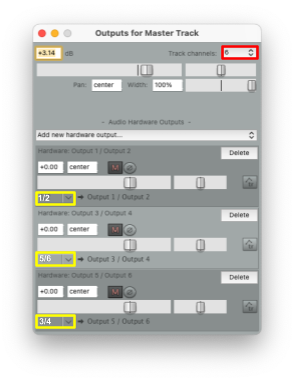 Outputs for Master Track
+3.14 dB Track channels: 6
Pan: center Width: 100%
- Audio Hardware Outputs -
Add new hardware output...
Hardware: Output 1 / Output 2 Delete
+0.00 center M
1/2 → Output 1 / Output 2
Hardware: Output 3 / Output 4 Delete
+0.00 center M
5/6 → Output 3 / Output 4
Hardware: Output 5 / Output 6 Delete
+0.00 center M
3/4 → Output 5 / Output 6